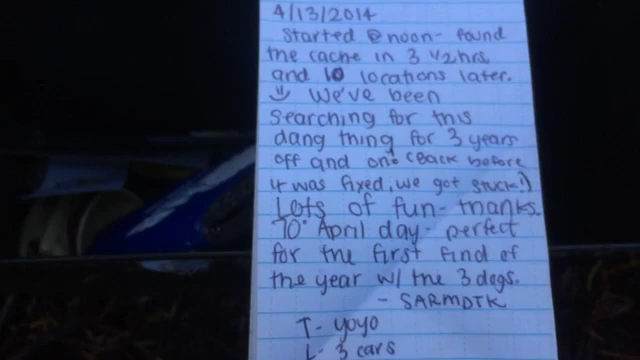 4/13/2014
Started @ noon - found
the cache in 3 1/2 hrs
and 10 locations later.
We've been
Searching for this
dang thing for 3 years
off and on! (Back before
it was fixed, we got stuck!)
Lots of fun - thanks.
70° April day - perfect
for the first find of
the year w/ the 3 dogs.
- SARMDTK
T - yoyo
L - 3 cars